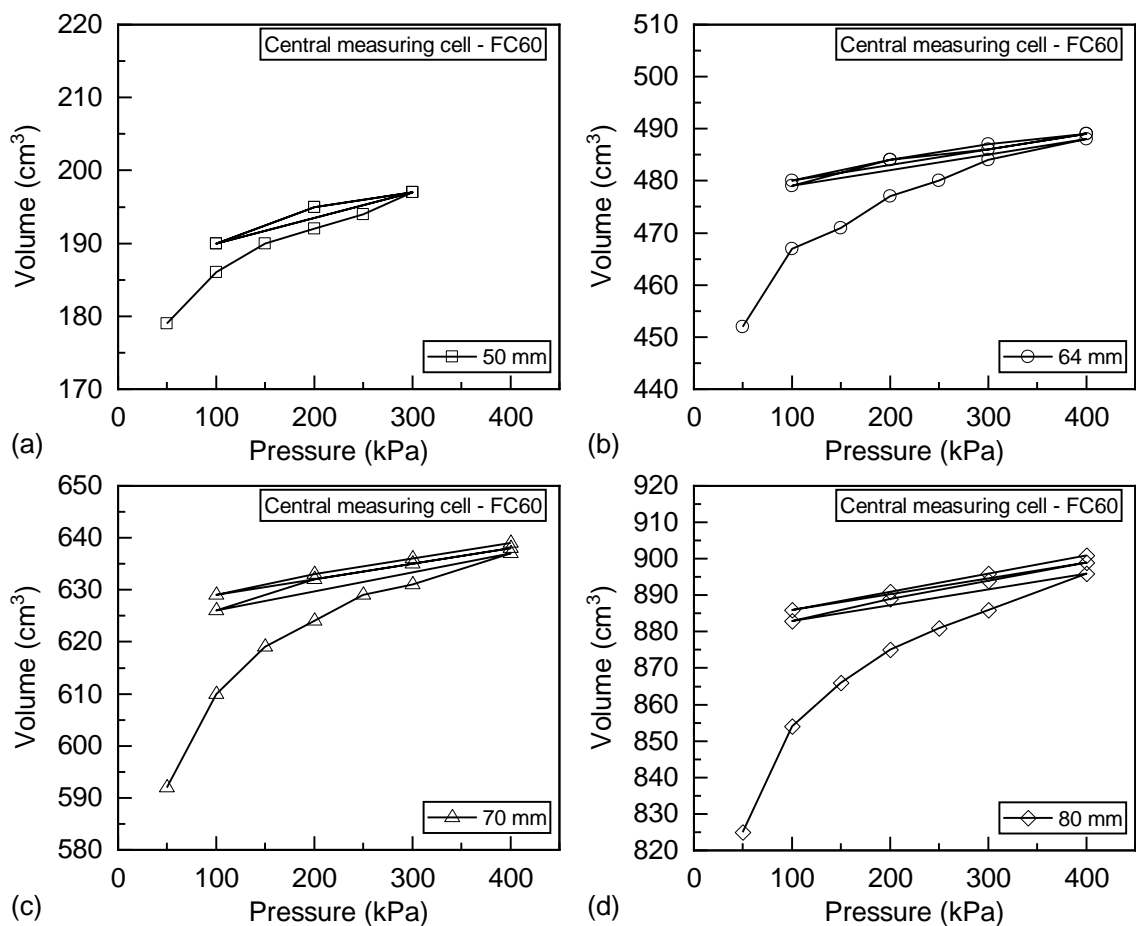 220
210
200
190
180
170
Volume (cm³)
Central measuring cell - FC60
50 mm
0 100 200 300 400
(a)
Pressure (kPa)
510
500
490
480
470
460
450
440
Volume (cm³)
Central measuring cell - FC60
64 mm
0 100 200 300 400
(b)
Pressure (kPa)
650
640
630
620
610
600
590
580
Volume (cm³)
Central measuring cell - FC60
70 mm
0 100 200 300 400
(c)
Pressure (kPa)
920
910
900
890
880
870
860
850
840
830
820
Volume (cm³)
Central measuring cell - FC60
80 mm
0 100 200 300 400
(d)
Pressure (kPa)